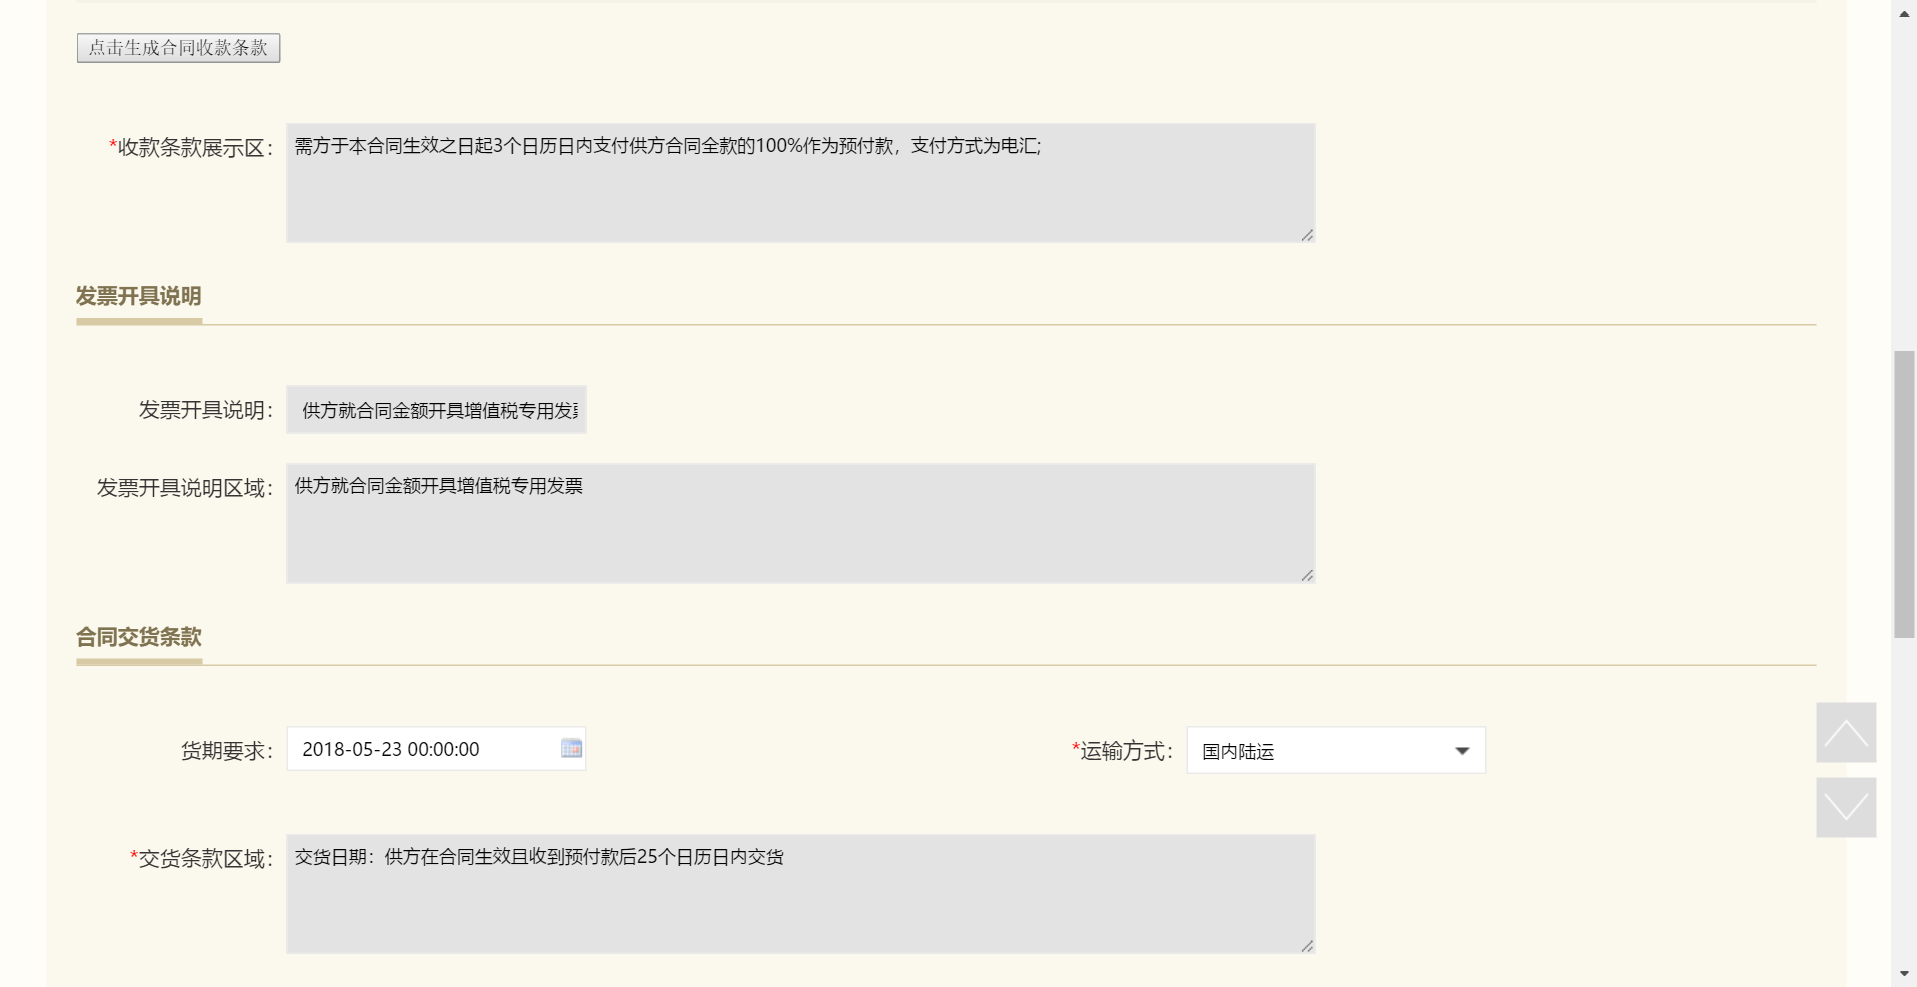 点击生成合同收款条款
*收款条款展示区：
需方于本合同生效之日起3个日历日内支付供方合同全款的100%作为预付款，支付方式为电汇;
发票开具说明
发票开具说明：
供方就合同金额开具增值税专用发
发票开具说明区域：
供方就合同金额开具增值税专用发票
合同交货条款
货期要求：
2018-05-23 00:00:00
*运输方式：
国内陆运
*交货条款区域：
交货日期：供方在合同生效且收到预付款后25个日历日内交货